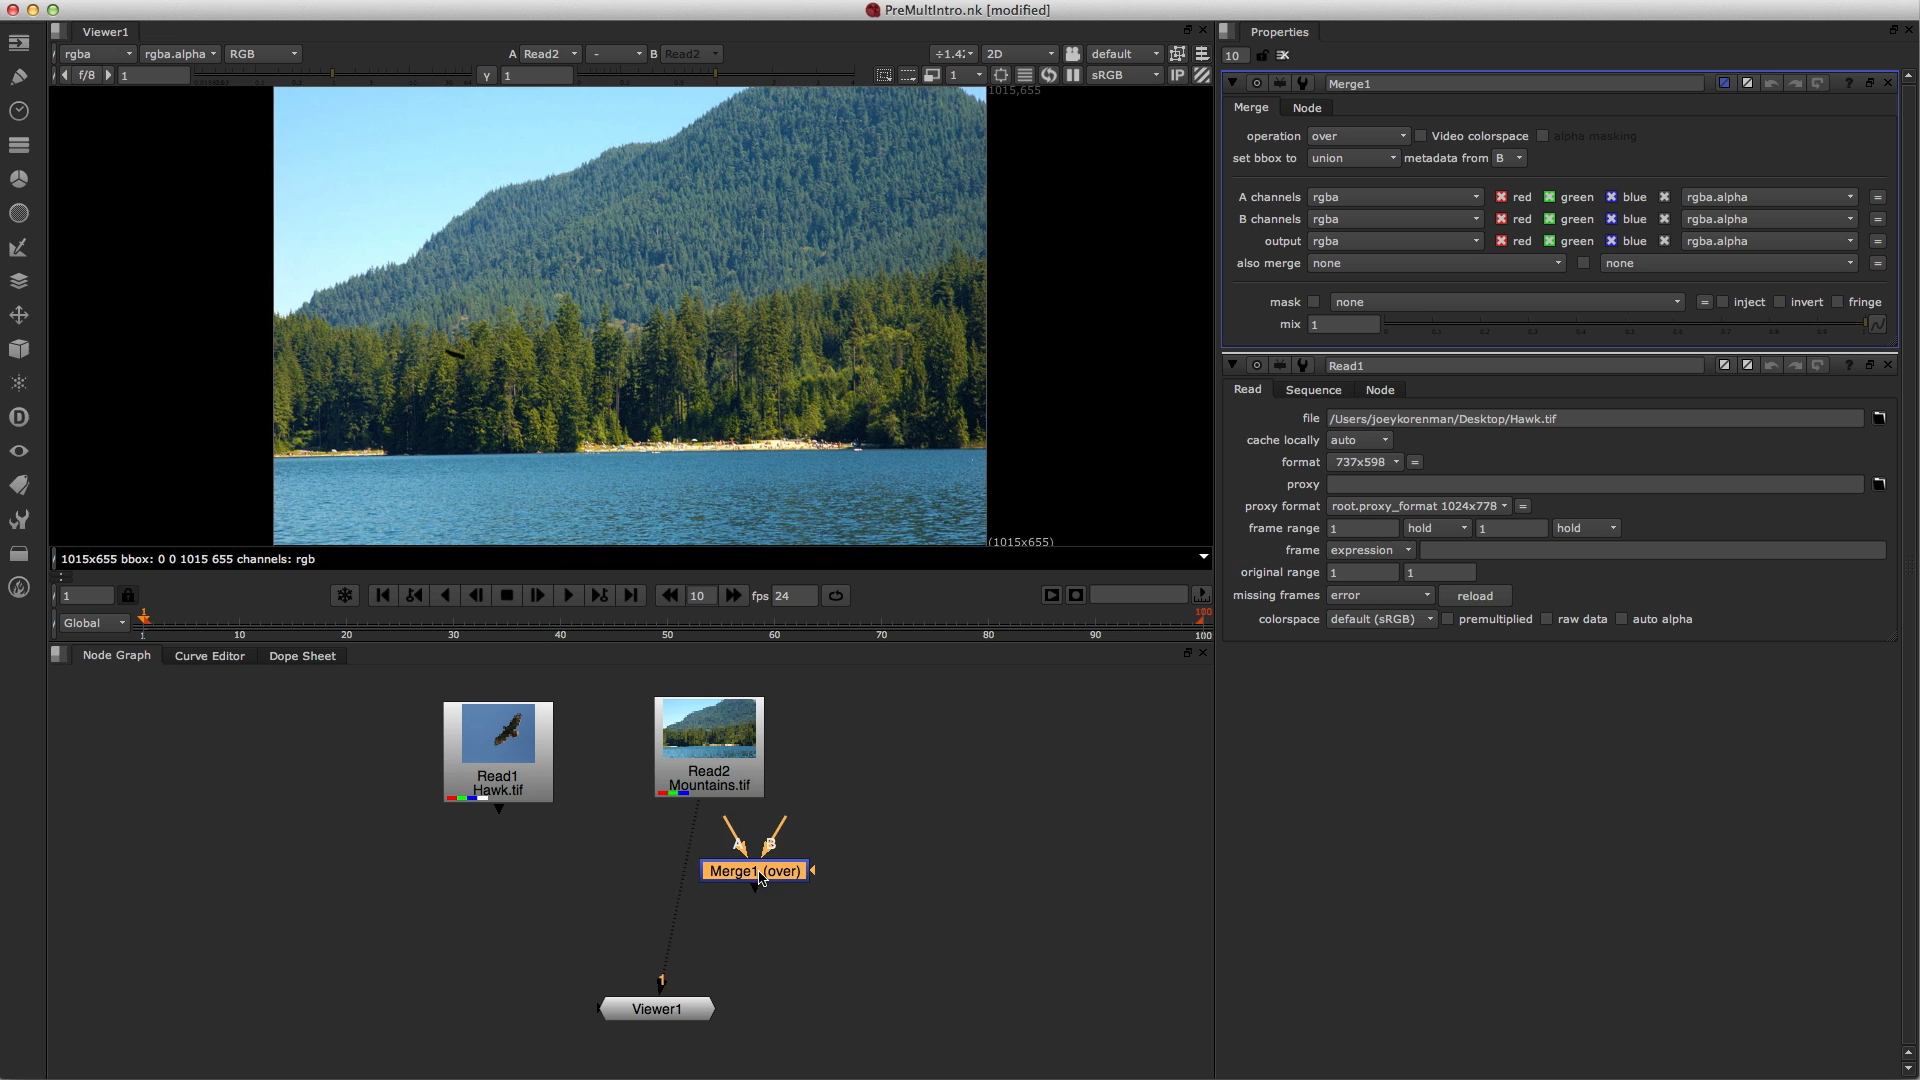 PreMultIntro.nk [modified]
Viewer1
Properties
rgba rgba.alpha RGB A Read2 - B Read2 ÷1.4 2D default
10
f/8 1 γ 1 1 sRGB IP
1015,655
Merge1
Merge Node
operation over Video colorspace alpha masking
set bbox to union metadata from B
A channels rgba red green blue rgba.alpha =
B channels rgba red green blue rgba.alpha =
output rgba red green blue rgba.alpha =
also merge none none =
mask none = inject invert fringe
mix 1
Read1
Read Sequence Node
file /Users/joeykorenman/Desktop/Hawk.tif
cache locally auto
format 737x598 =
proxy
proxy format root.proxy_format 1024x778 =
frame range 1 hold 1 hold
frame expression
original range 1 1
missing frames error reload
colorspace default (sRGB) premultiplied raw data auto alpha
(1015x655)
1015x655 bbox: 0 0 1015 655 channels: rgb
1 10 fps 24
Global 1 100
1 10 20 30 40 50 60 70 80 90 100
Node Graph Curve Editor Dope Sheet
Read1
Hawk.tif
Read2
Mountains.tif
A B
Merge1 (over)
1
Viewer1